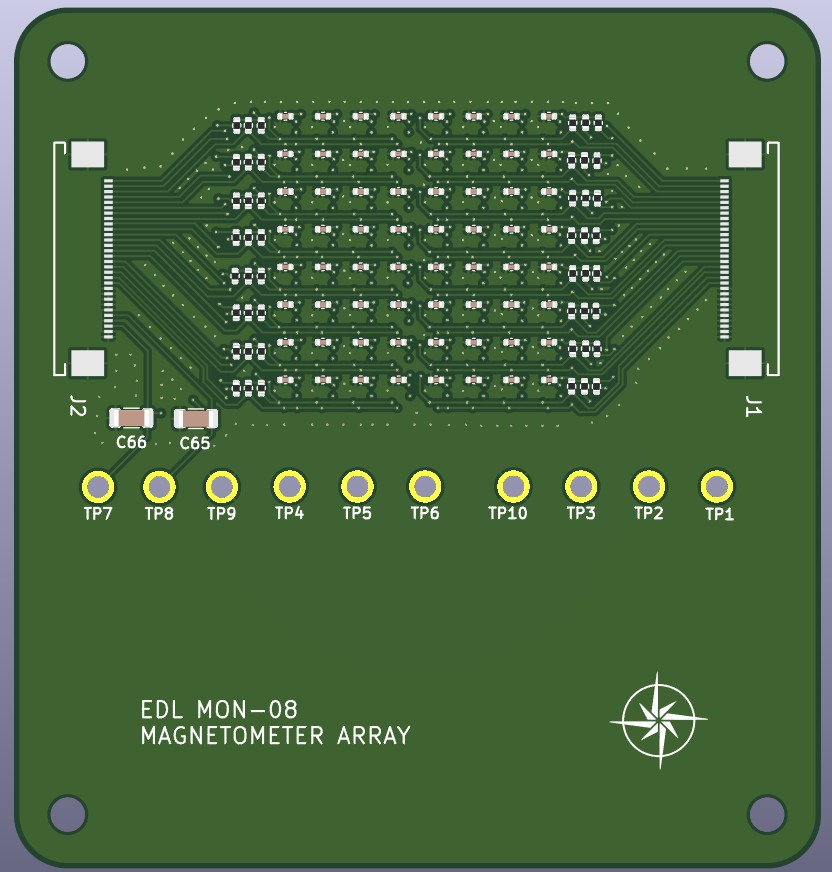 J2
J1
C66
C65
TP7
TP8
TP9
TP4
TP5
TP6
TP10
TP3
TP2
TP1
EDL MON-08
MAGNETOMETER ARRAY